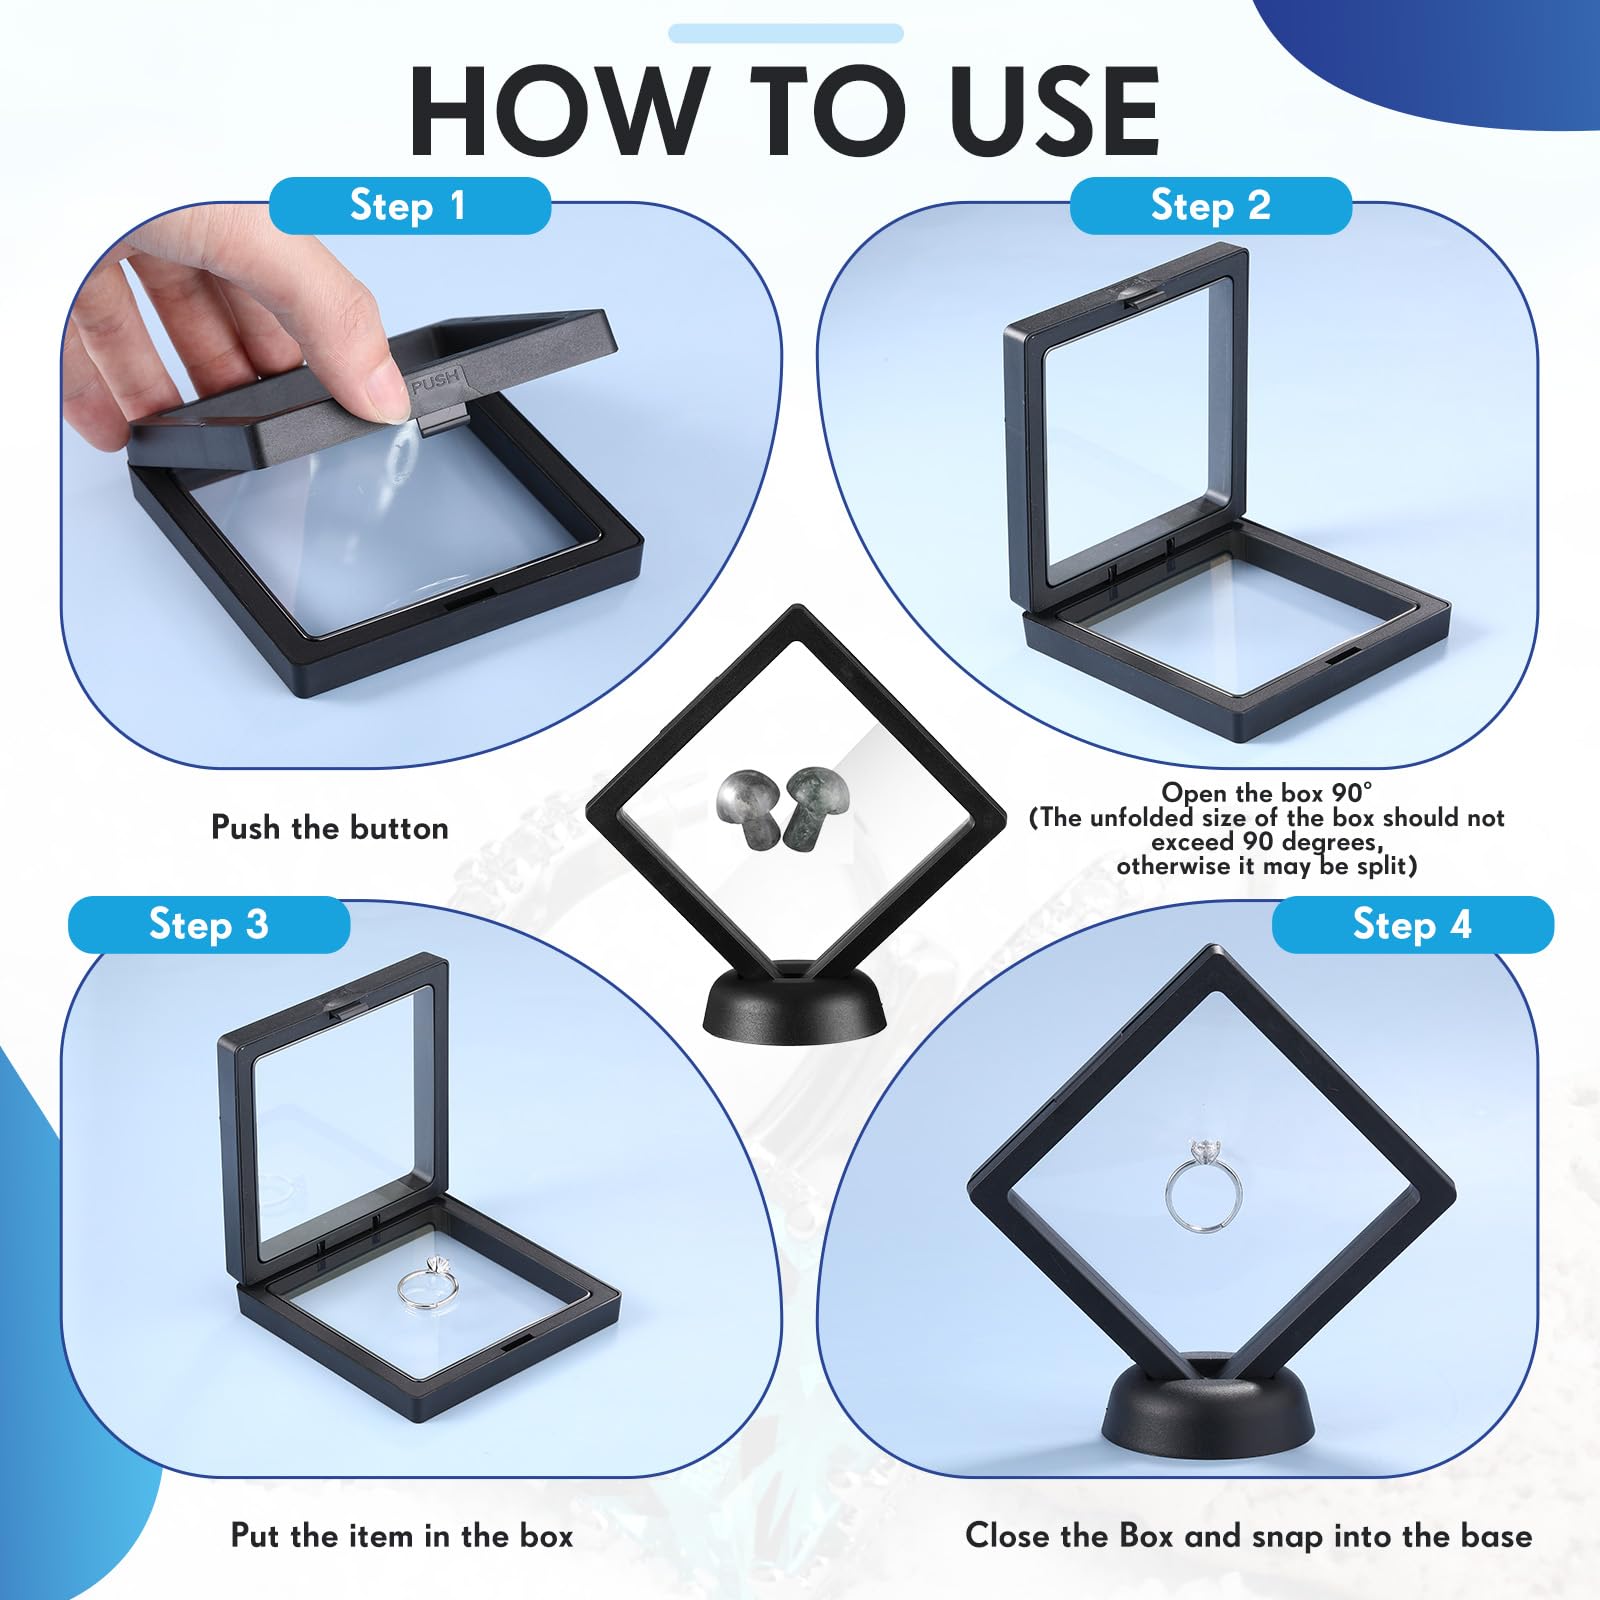 HOW TO USE
Step 1
Step 2
PUSH
Push the button
Open the box 90°
(The unfolded size of the box should not
exceed 90 degrees,
otherwise it may be split)
Step 3
Step 4
Put the item in the box
Close the Box and snap into the base